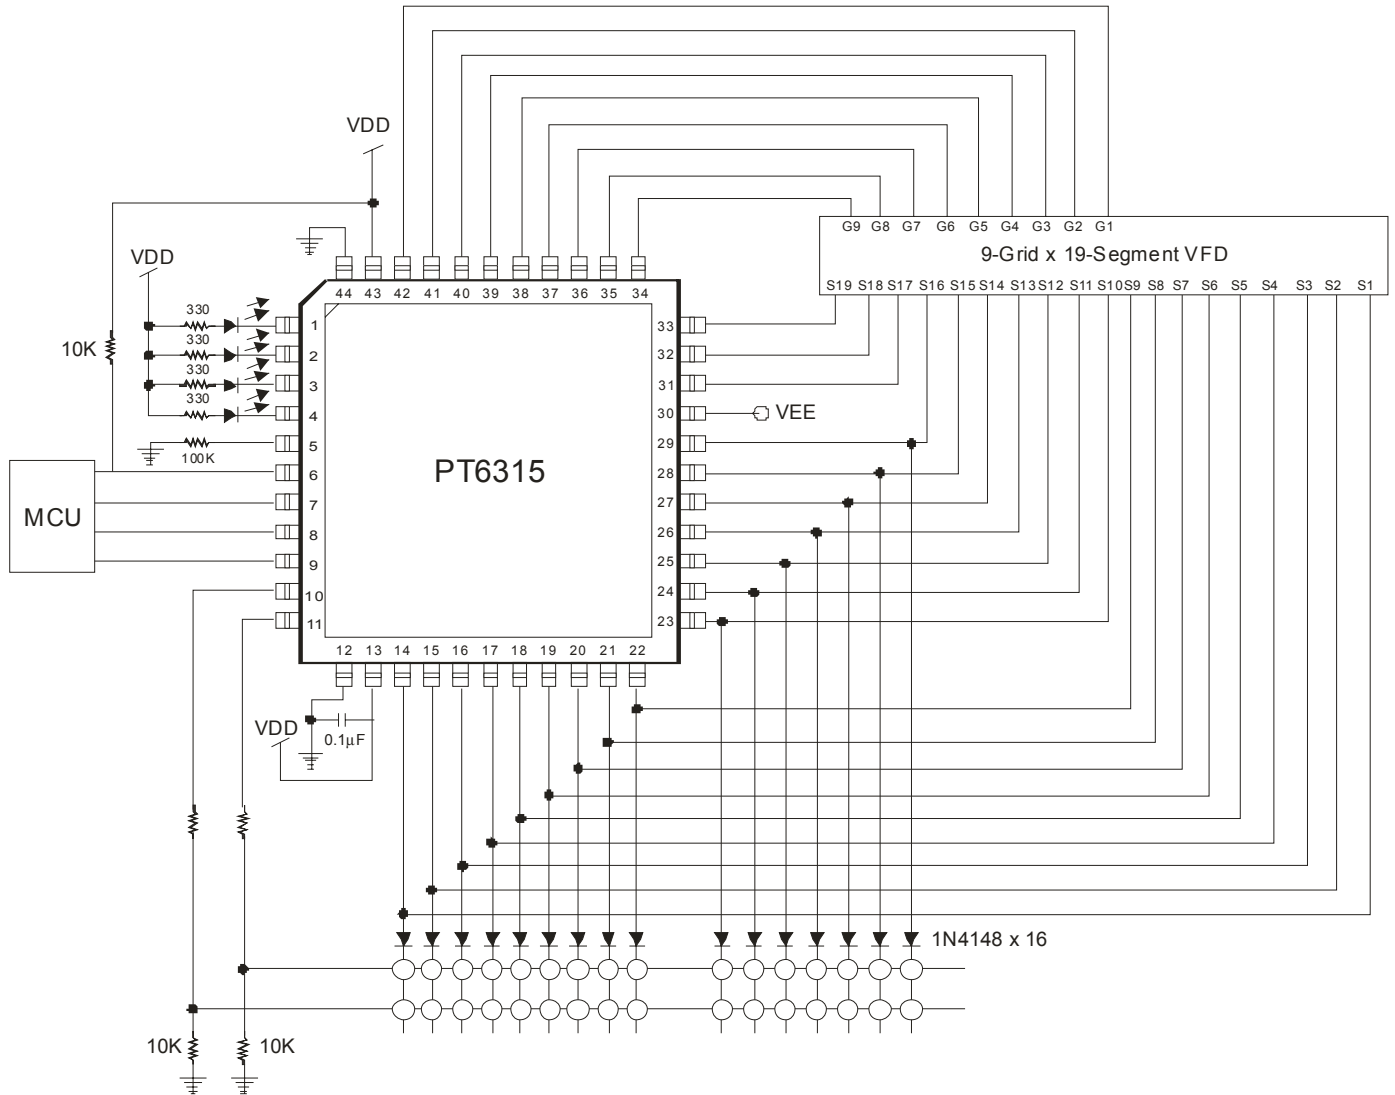 VDD
G9 G8 G7 G6 G5 G4 G3 G2 G1
9-Grid x 19-Segment VFD
S19 S18 S17 S16 S15 S14 S13 S12 S11 S10 S9 S8 S7 S6 S5 S4 S3 S2 S1
VDD
44 43 42 41 40 39 38 37 36 35 34
330
1
33
330
10K
2
32
330
3
31
330
4
30
VEE
5
29
100K
6
28
PT6315
7
27
MCU
8
26
9
25
10
24
11
23
12 13 14 15 16 17 18 19 20 21 22
VDD
0.1μF
1N4148 x 16
10K
10K